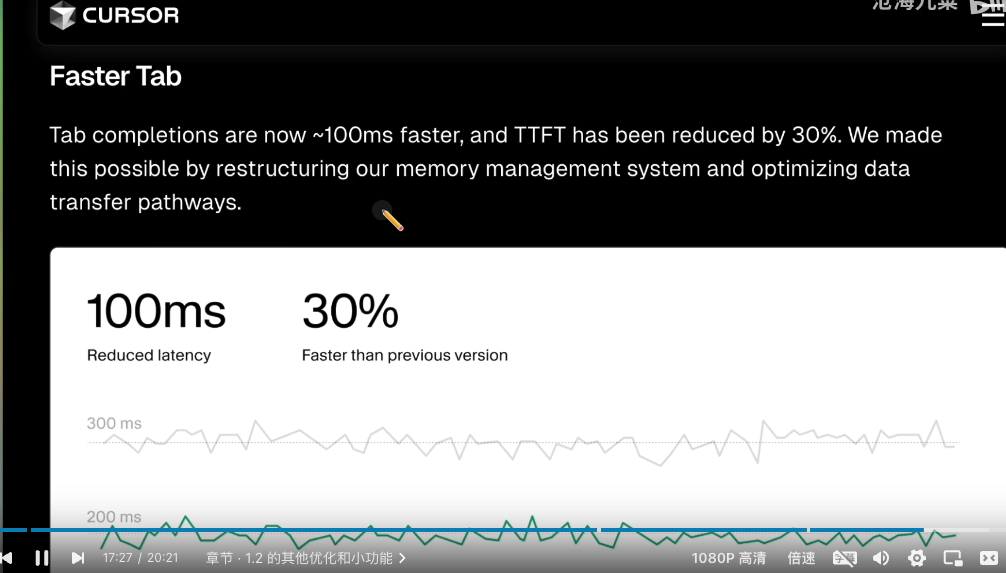 CURSOR
Faster Tab
Tab completions are now ~100ms faster, and TTFT has been reduced by 30%. We made
this possible by restructuring our memory management system and optimizing data
transfer pathways.
100ms
30%
Reduced latency
Faster than previous version
300 ms
200 ms
17:27 / 20:21
章节 · 1.2 的其他优化和小功能
1080P 高清
倍速